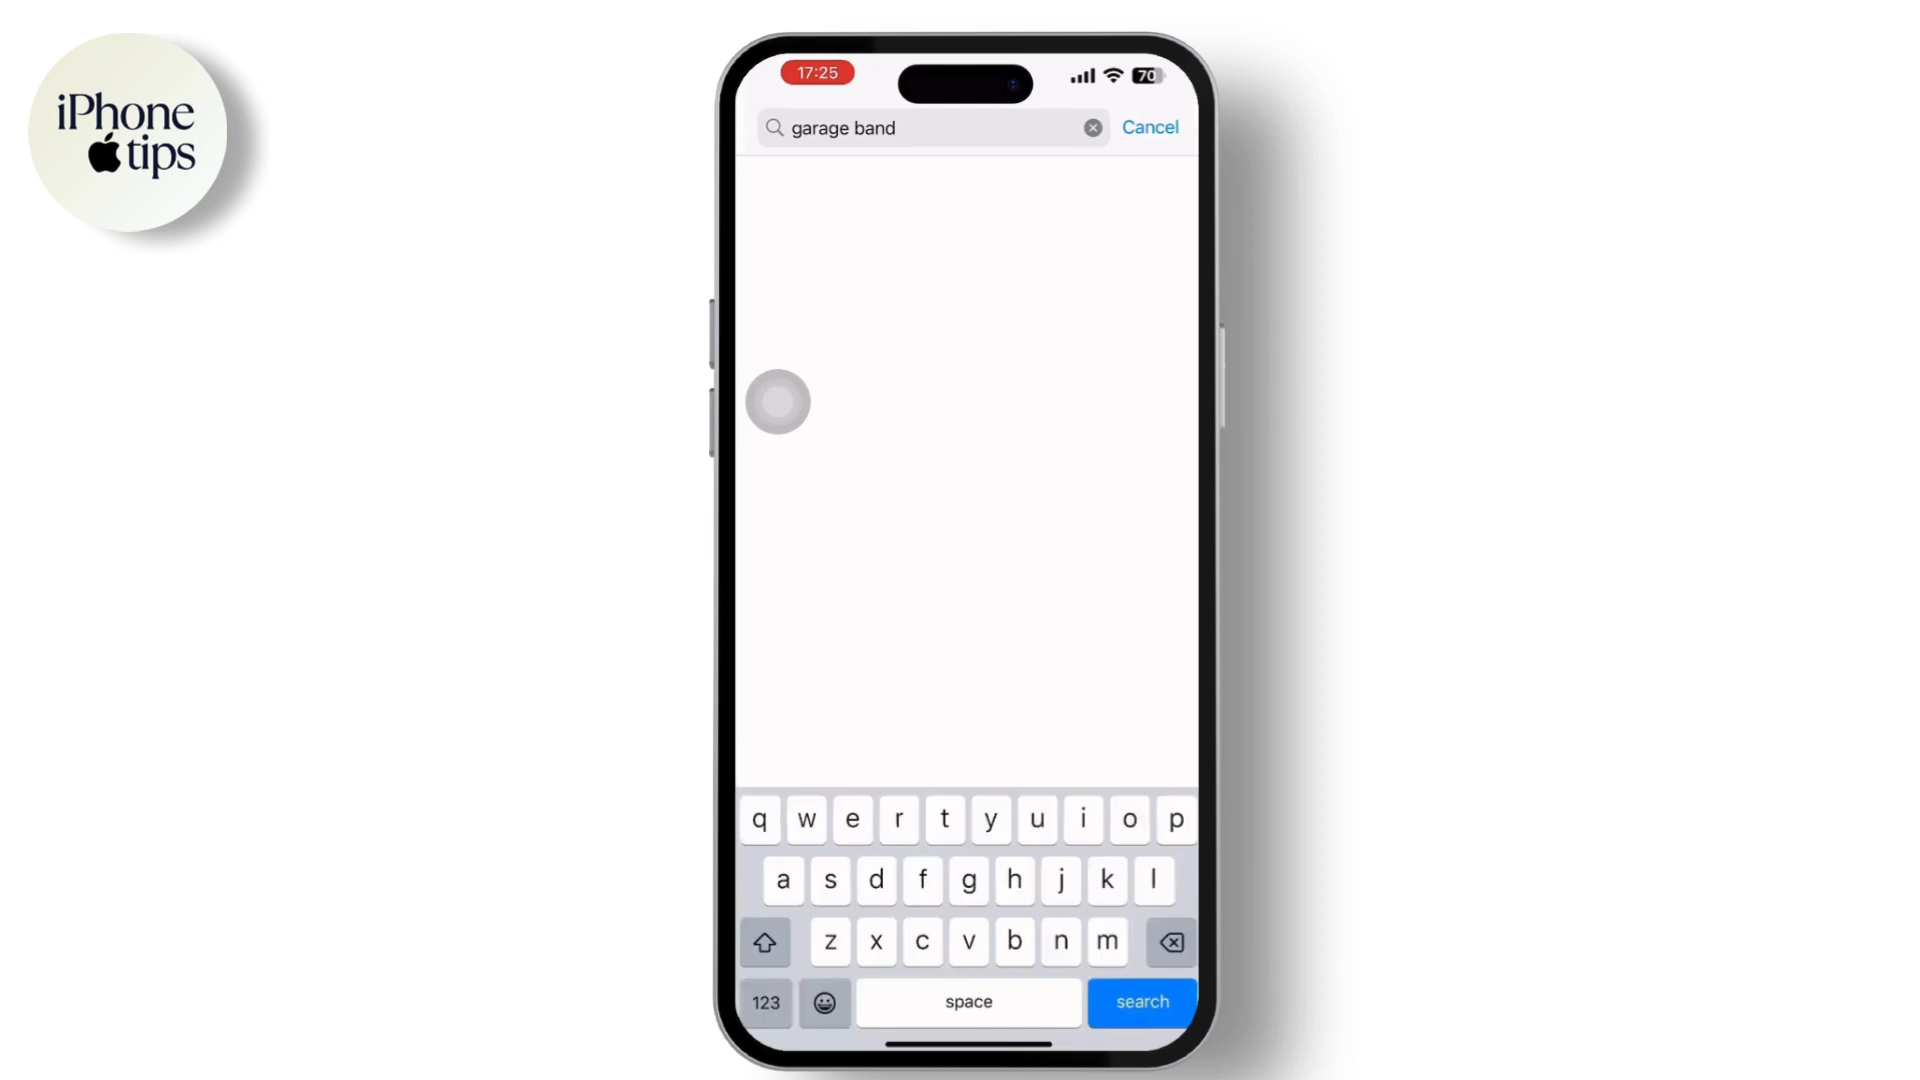 iPhone
tips
17:25
70
garage band
Cancel
q w e r t y u i o p
a s d f g h j k l
z x c v b n m
123
space
search